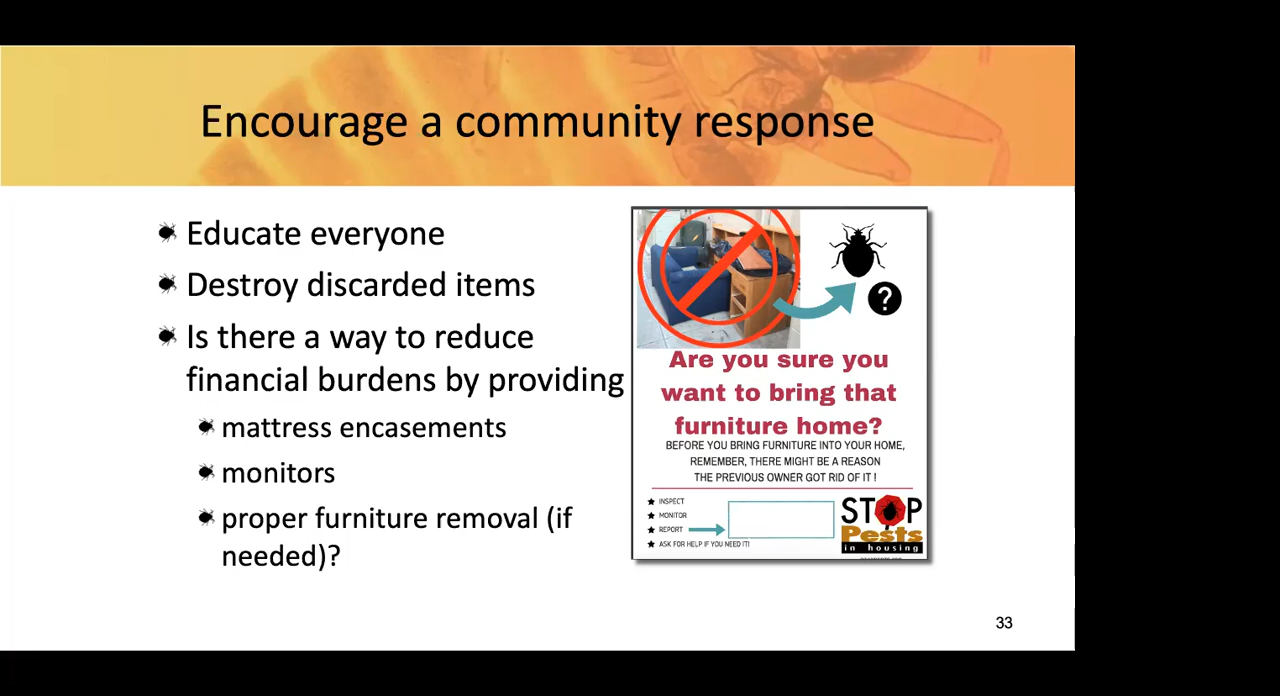 Encourage a community response
Educate everyone
Destroy discarded items
Is there a way to reduce
financial burdens by providing
mattress encasements
monitors
proper furniture removal (if
needed)?
?
Are you sure you
want to bring that
furniture home?
BEFORE YOU BRING FURNITURE INTO YOUR HOME,
REMEMBER, THERE MIGHT BE A REASON
THE PREVIOUS OWNER GOT RID OF IT !
INSPECT
MONITOR
REPORT
ASK FOR HELP IF YOU NEED IT!
STOP
Pests
in housing
33